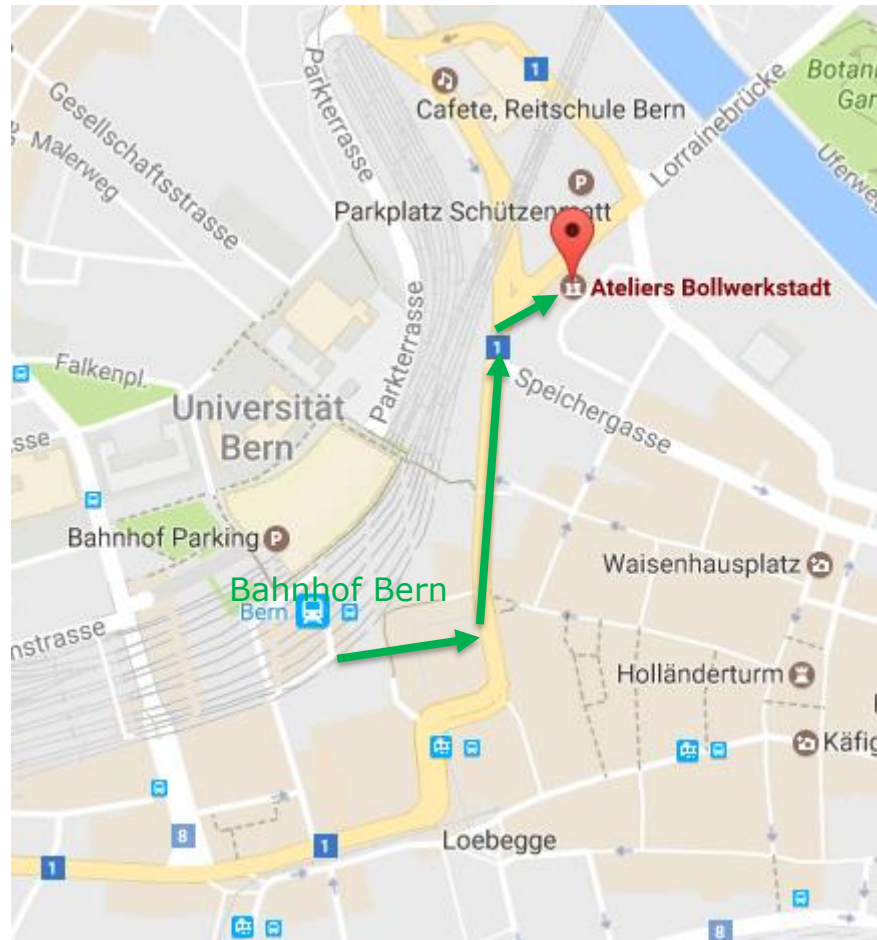 Parkterrasse
1
Botani
Gar
Cafete, Reitschule Bern
Gesellschaftsstrasse
Malerweg
Lorrainebrücke
P
Uferweg
Parkplatz Schützenmatt
Ateliers Bollwerkstadt
1
Parkterrasse
Falkenpl.
Speichergasse
Universität
Bern
sse
Bahnhof Parking P
Waisenhausplatz
Bahnhof Bern
Bern
nstrasse
Holländerturm
Käfig
8
1
Loebegge
1
8